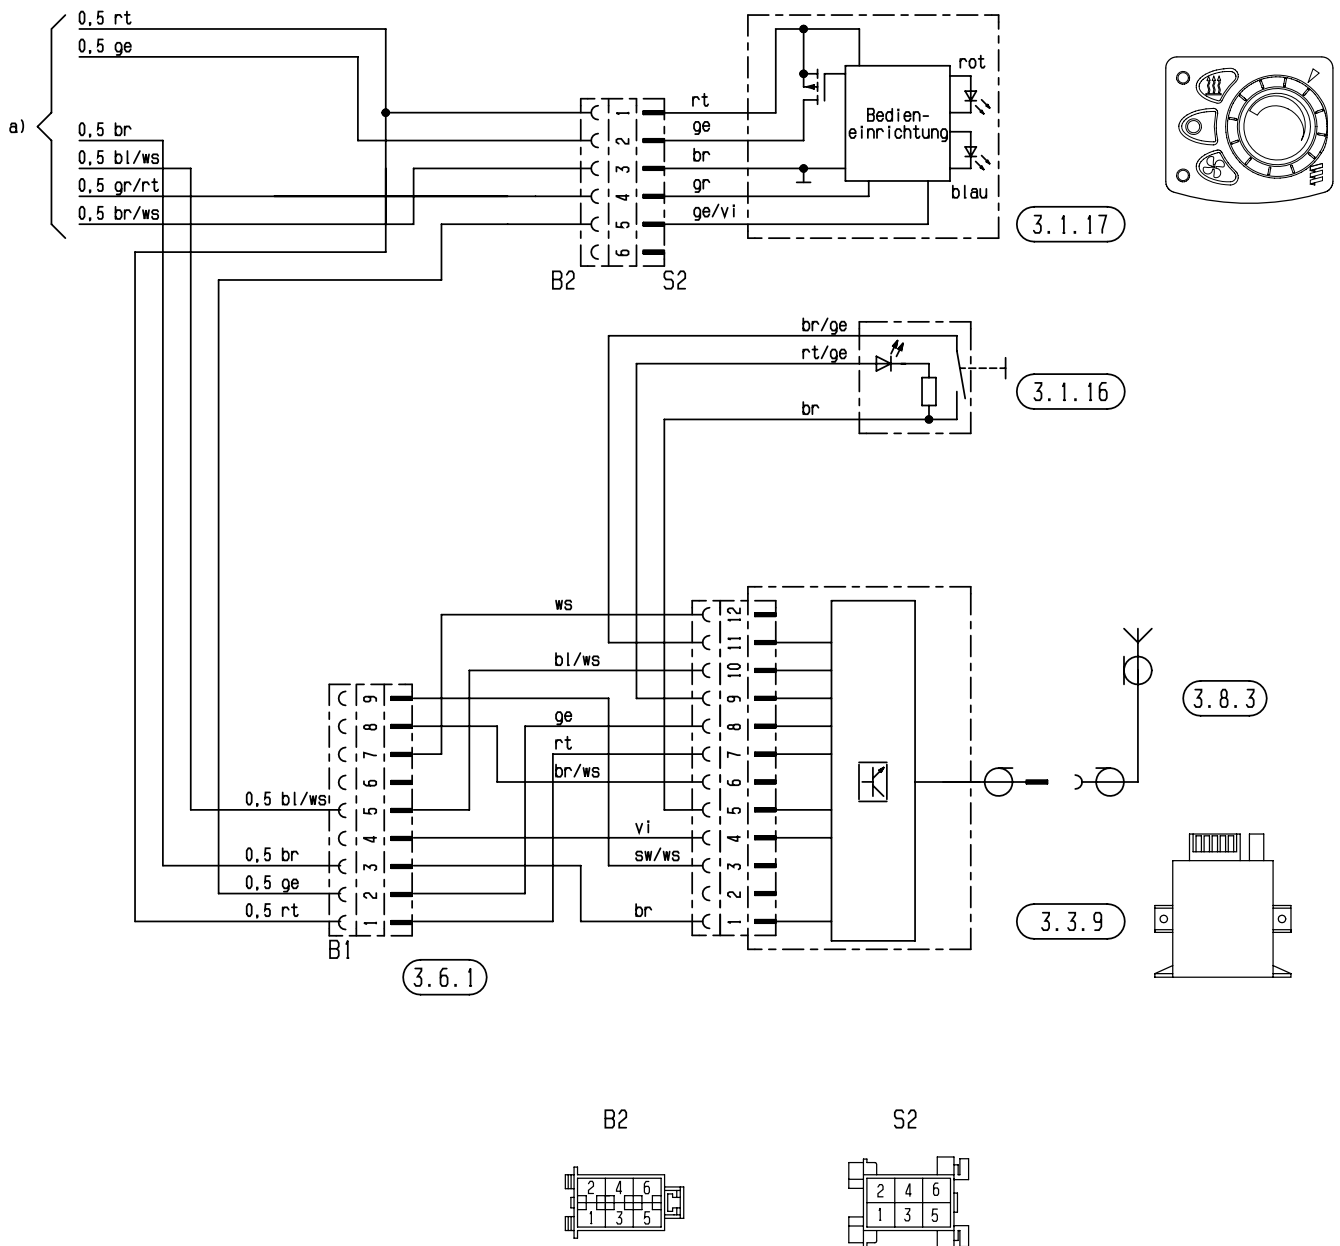 0,5 rt
0,5 ge
a)
0,5 br
0,5 bl/ws
0,5 gr/rt
0,5 br/ws
1
2
3
4
5
6
B2
S2
rt
ge
br
gr
ge/vi
Bedien-
einrichtung
rot
blau
3.1.17
br/ge
rt/ge
br
3.1.16
ws
bl/ws
ge
rt
br/ws
vi
sw/ws
br
12
11
10
9
8
7
6
5
4
3
2
1
9
8
7
6
5
4
3
2
1
0,5 bl/ws
0,5 br
0,5 ge
0,5 rt
B1
3.6.1
3.8.3
3.3.9
B2
2 4 6
1 3 5
S2
2 4 6
1 3 5